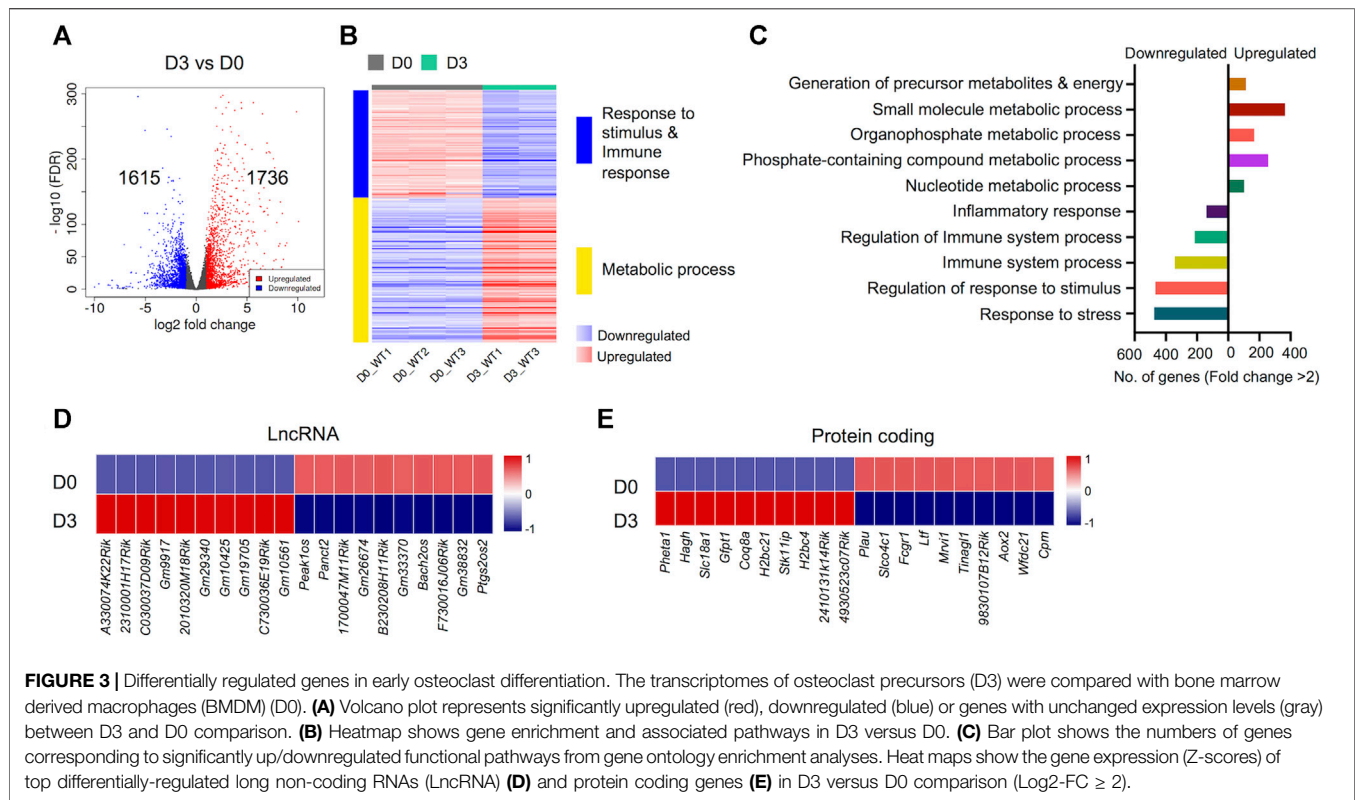 A
D3 vs D0
300
200
100
50
0
- log10 (FDR)
1615
1736
Upregulated
Downregulated
-10
-5
0
5
10
log2 fold change
B
D0
D3
Response to
stimulus &
Immune
response
Metabolic process
Downregulated
Upregulated
D0_WT1
D0_WT2
D0_WT3
D3_WT1
D3_WT3
C
Downregulated Upregulated
Generation of precursor metabolites & energy
Small molecule metabolic process
Organophosphate metabolic process
Phosphate-containing compound metabolic process
Nucleotide metabolic process
Inflammatory response
Regulation of Immune system process
Immune system process
Regulation of response to stimulus
Response to stress
600 400 200 0 200 400
No. of genes (Fold change >2)
D
LncRNA
D0
D3
1
0
-1
A330074K22Rik
2310001H17Rik
C030037D09Rik
Gm9917
2010320M18Rik
Gm29340
Gm10425
Gm19705
C730036E19Rik
Gm10561
Peak1os
Panct2
1700047M11Rik
Gm26674
B230208H11Rik
Gm33370
Bach2os
F730016J06Rik
Gm38832
Ptgs2os2
E
Protein coding
D0
D3
1
0
-1
Pheta1
Hagh
Slc18a1
Gfpt1
Coq8a
H2bc21
Stk11ip
H2bc4
2410131k14Rik
4930523c07Rik
Plau
Slco4c1
Fcgr1
Ltf
Mrvi1
Tinagl1
9830107B12Rik
Aox2
Wfdc21
Cpm
FIGURE 3 | Differentially regulated genes in early osteoclast differentiation. The transcriptomes of osteoclast precursors (D3) were compared with bone marrow
derived macrophages (BMDM) (D0). (A) Volcano plot represents significantly upregulated (red), downregulated (blue) or genes with unchanged expression levels (gray)
between D3 and D0 comparison. (B) Heatmap shows gene enrichment and associated pathways in D3 versus D0. (C) Bar plot shows the numbers of genes
corresponding to significantly up/downregulated functional pathways from gene ontology enrichment analyses. Heat maps show the gene expression (Z-scores) of
top differentially-regulated long non-coding RNAs (LncRNA) (D) and protein coding genes (E) in D3 versus D0 comparison (Log2-FC ≥ 2).